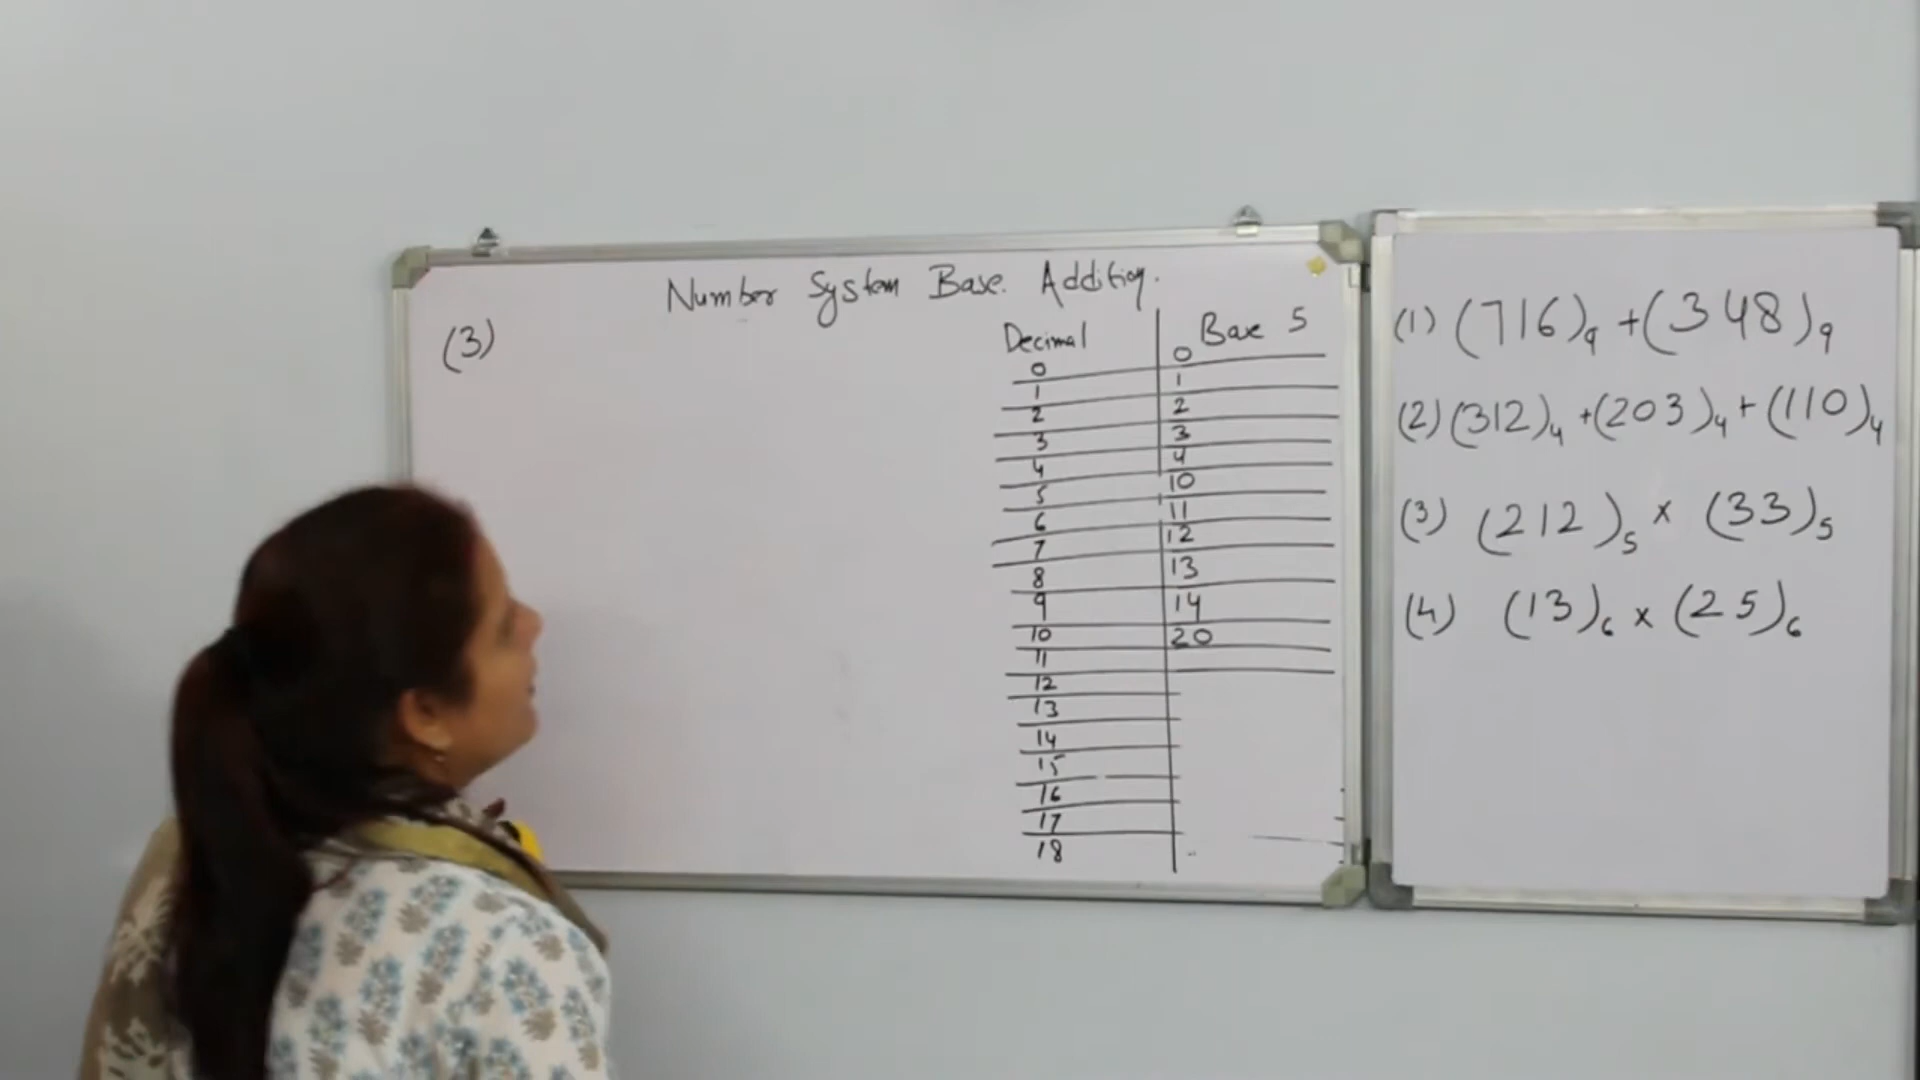 Number System Base. Addition.
(3)
Decimal | Base 5
0 | 0
1 | 1
2 | 2
3 | 3
4 | 4
5 | 10
6 | 11
7 | 12
8 | 13
9 | 14
10 | 20
11
12
13
14
15
16
17
18
(1) (716)₉ + (348)₉
(2) (312)₄ + (203)₄ + (110)₄
(3) (212)₅ × (33)₅
(4) (13)₆ × (25)₆